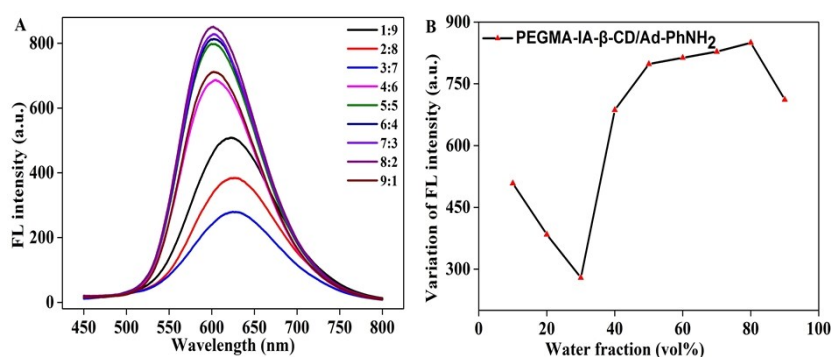 A
FL intensity (a.u.)
800
600
400
200
0
450 500 550 600 650 700 750 800
Wavelength (nm)
1:9
2:8
3:7
4:6
5:5
6:4
7:3
8:2
9:1
B
Variation of FL intensity (a.u.)
900
750
600
450
300
0 20 40 60 80 100
Water fraction (vol%)
PEGMA-IA-β-CD/Ad-PhNH2